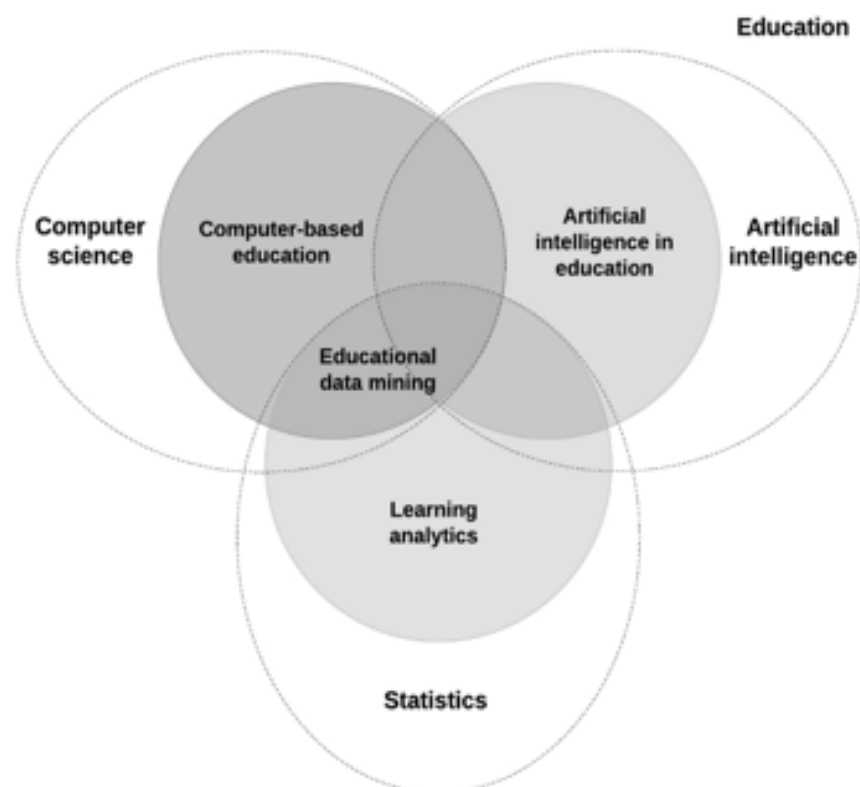 Education
Computer
science
Computer-based
education
Artificial
intelligence in
education
Artificial
intelligence
Educational
data mining
Learning
analytics
Statistics